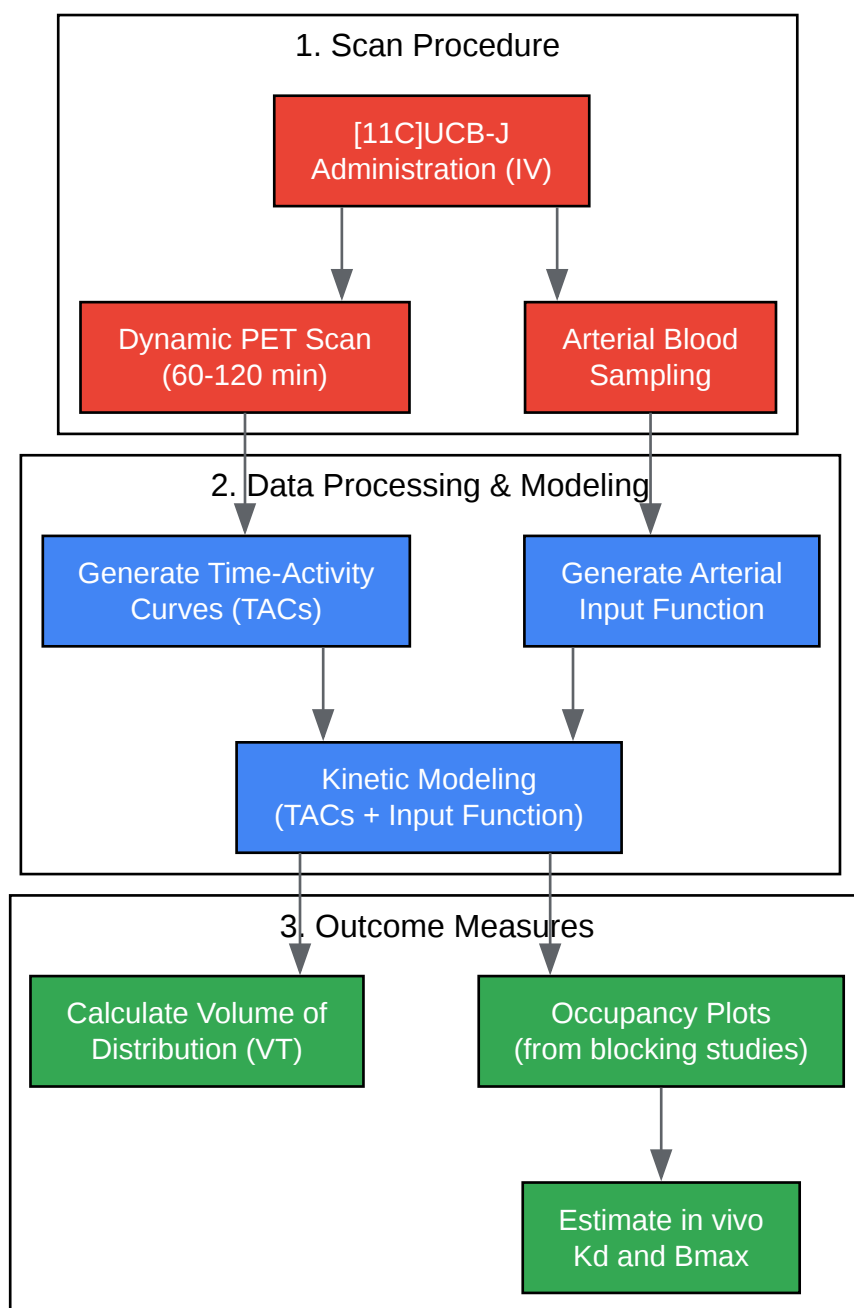 1. Scan Procedure
[11C]UCB-J
Administration (IV)
Dynamic PET Scan
(60-120 min)
Arterial Blood
Sampling
2. Data Processing & Modeling
Generate Time-Activity
Curves (TACs)
Generate Arterial
Input Function
Kinetic Modeling
(TACs + Input Function)
3. Outcome Measures
Calculate Volume of
Distribution (VT)
Occupancy Plots
(from blocking studies)
Estimate in vivo
Kd and Bmax